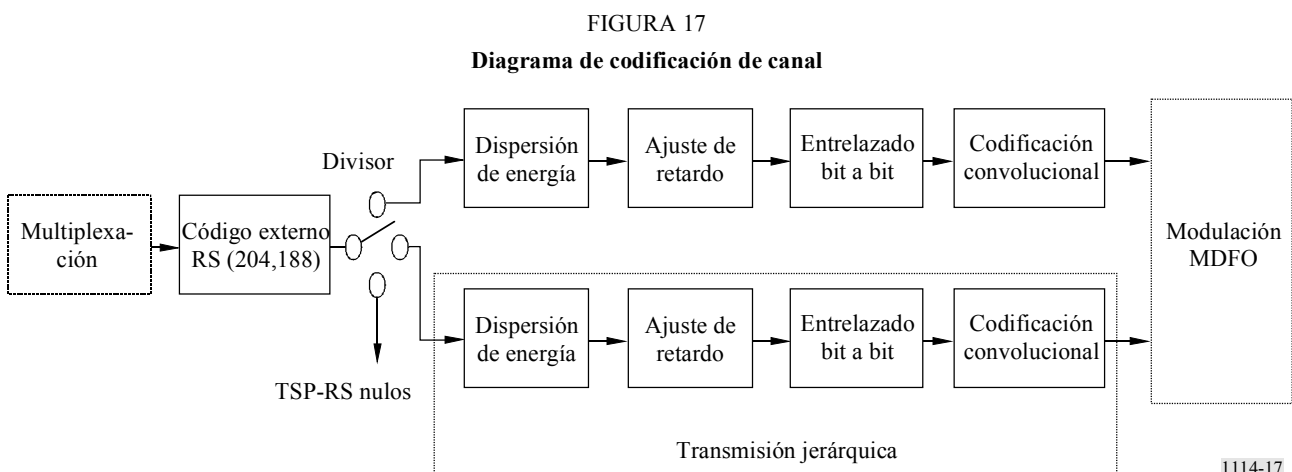 FIGURA 17
Diagrama de codificación de canal
Multiplexa-
ción
Código externo
RS (204,188)
Divisor
TSP-RS nulos
Dispersión
de energía
Ajuste de
retardo
Entrelazado
bit a bit
Codificación
convolucional
Dispersión
de energía
Ajuste de
retardo
Entrelazado
bit a bit
Codificación
convolucional
Transmisión jerárquica
Modulación
MDFO
1114-17